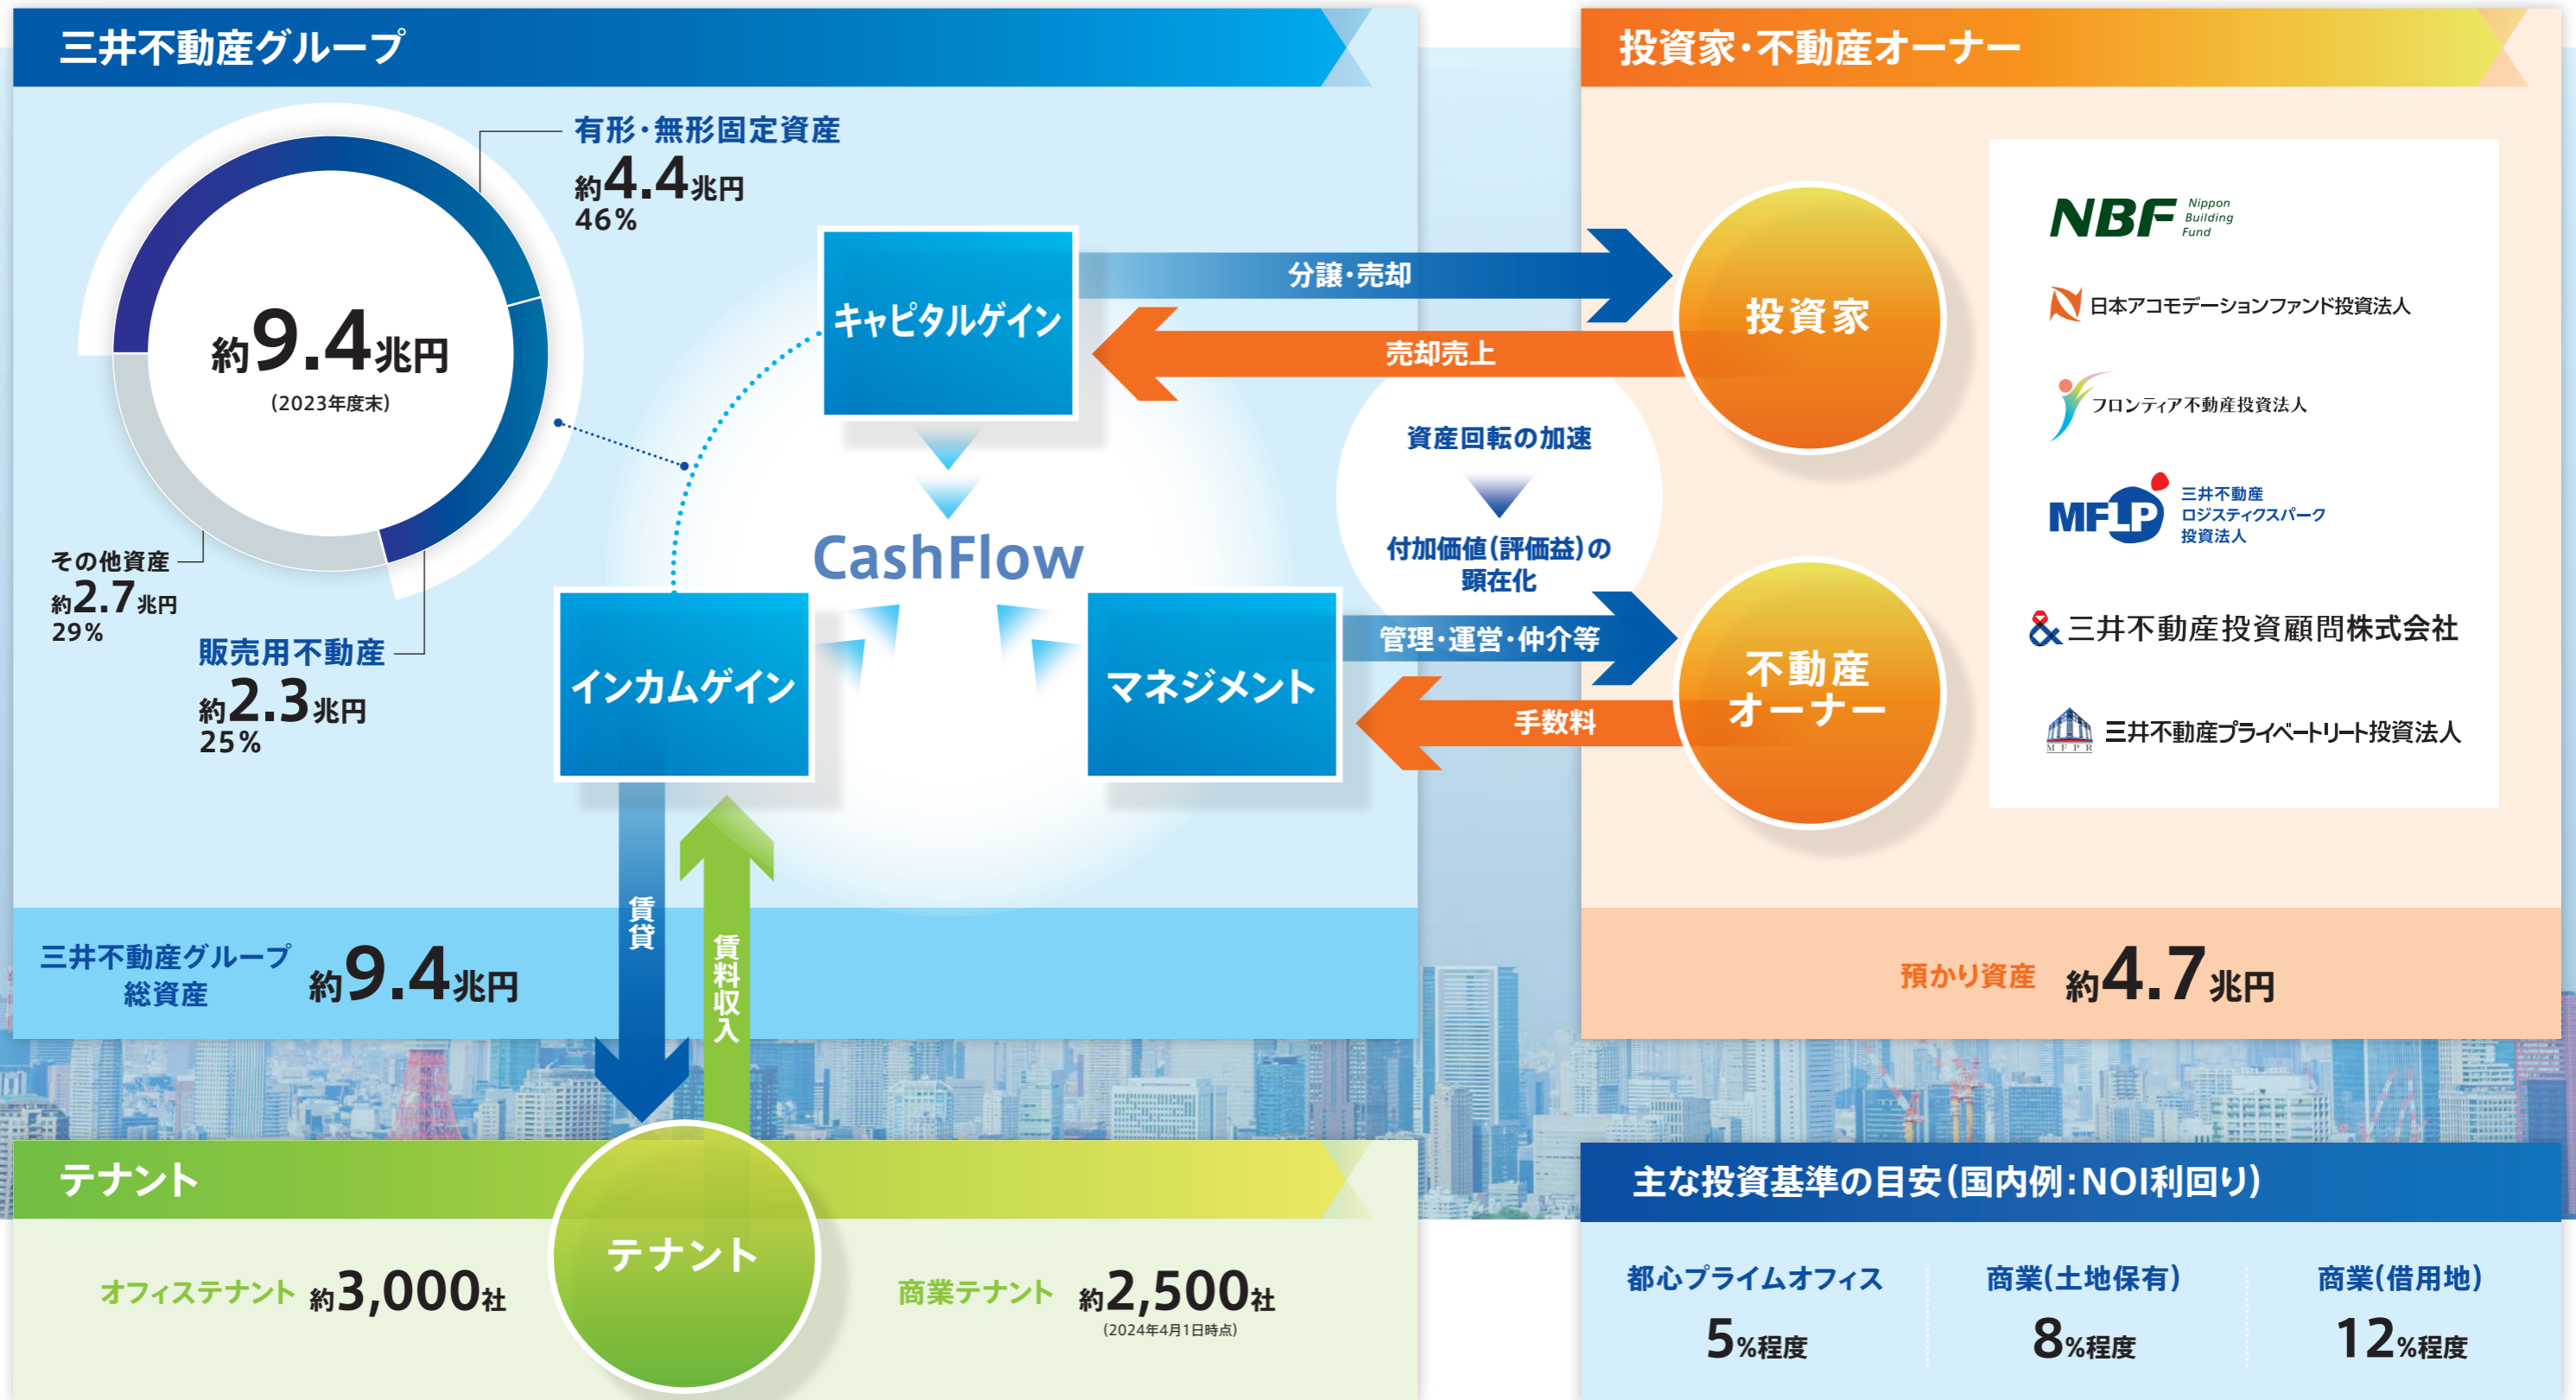 三井不動産グループ
有形・無形固定資産
約4.4兆円
46%
約9.4兆円
(2023年度末)
その他資産
約2.7兆円
29%
販売用不動産
約2.3兆円
25%
キャピタルゲイン
CashFlow
インカムゲイン
マネジメント
分譲・売却
売却売上
資産回転の加速
付加価値(評価益)の
顕在化
管理・運営・仲介等
手数料
賃貸
賃料収入
三井不動産グループ
総資産
約9.4兆円
投資家・不動産オーナー
投資家
不動産
オーナー
NBF
Nippon
Building
Fund
日本アコモデーションファンド投資法人
フロンティア不動産投資法人
MFLP
三井不動産
ロジスティクスパーク
投資法人
三井不動産投資顧問株式会社
MFPR
三井不動産プライベートリート投資法人
預かり資産 約4.7兆円
テナント
テナント
オフィステナント 約3,000社
商業テナント 約2,500社
(2024年4月1日時点)
主な投資基準の目安(国内例:NOI利回り)
都心プライムオフィス
5%程度
商業(土地保有)
8%程度
商業(借用地)
12%程度